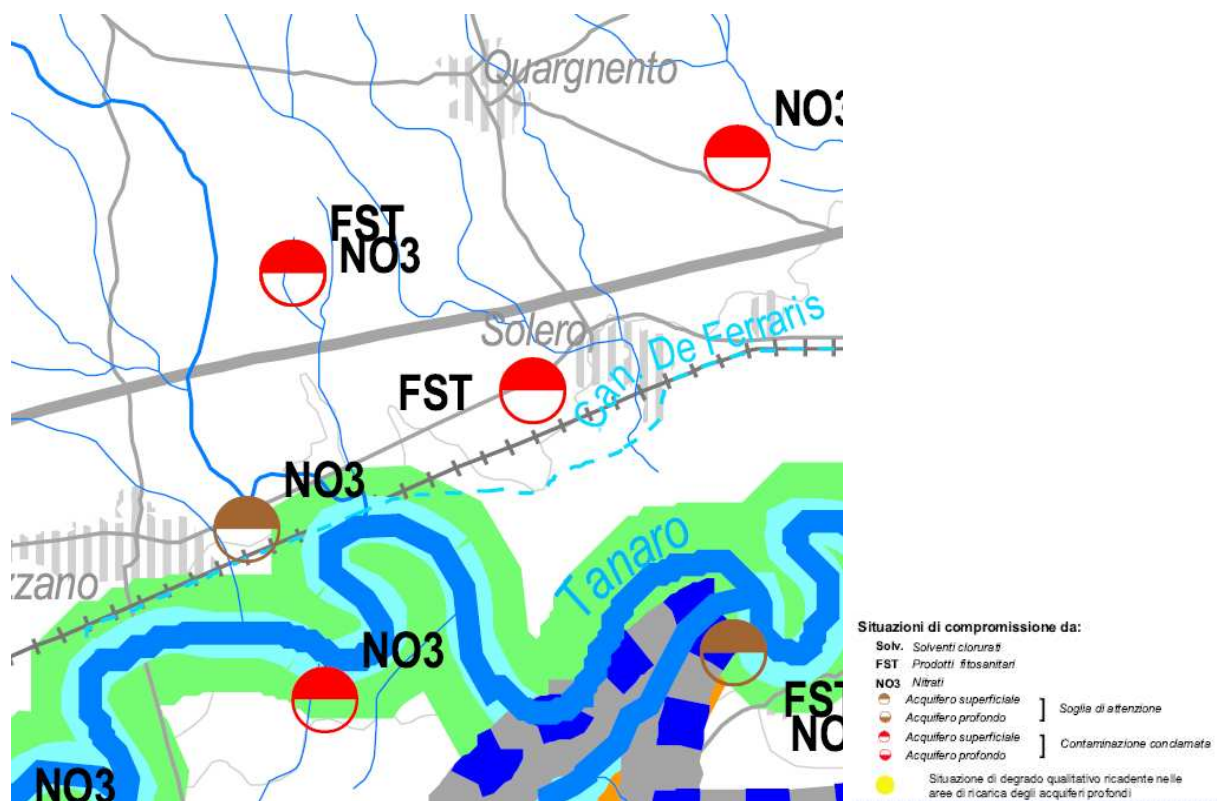 Quargnento
NO3
FST
NO3
Solero
Can. De Ferraris
FST
NO3
zzano
Tanaro
NO3
FST
NO
NO3
Situazioni di compromissione da:
Solv. Solventi clorurati
FST Prodotti fitosanitari
NO3 Nitrati
Acquifero superficiale
Acquifero profondo
] Soglia di attenzione
Acquifero superficiale
Acquifero profondo
] Contaminazione conclamata
Situazione di degrado qualitativo ricadente nelle
aree di ricarica degli acquiferi profondi